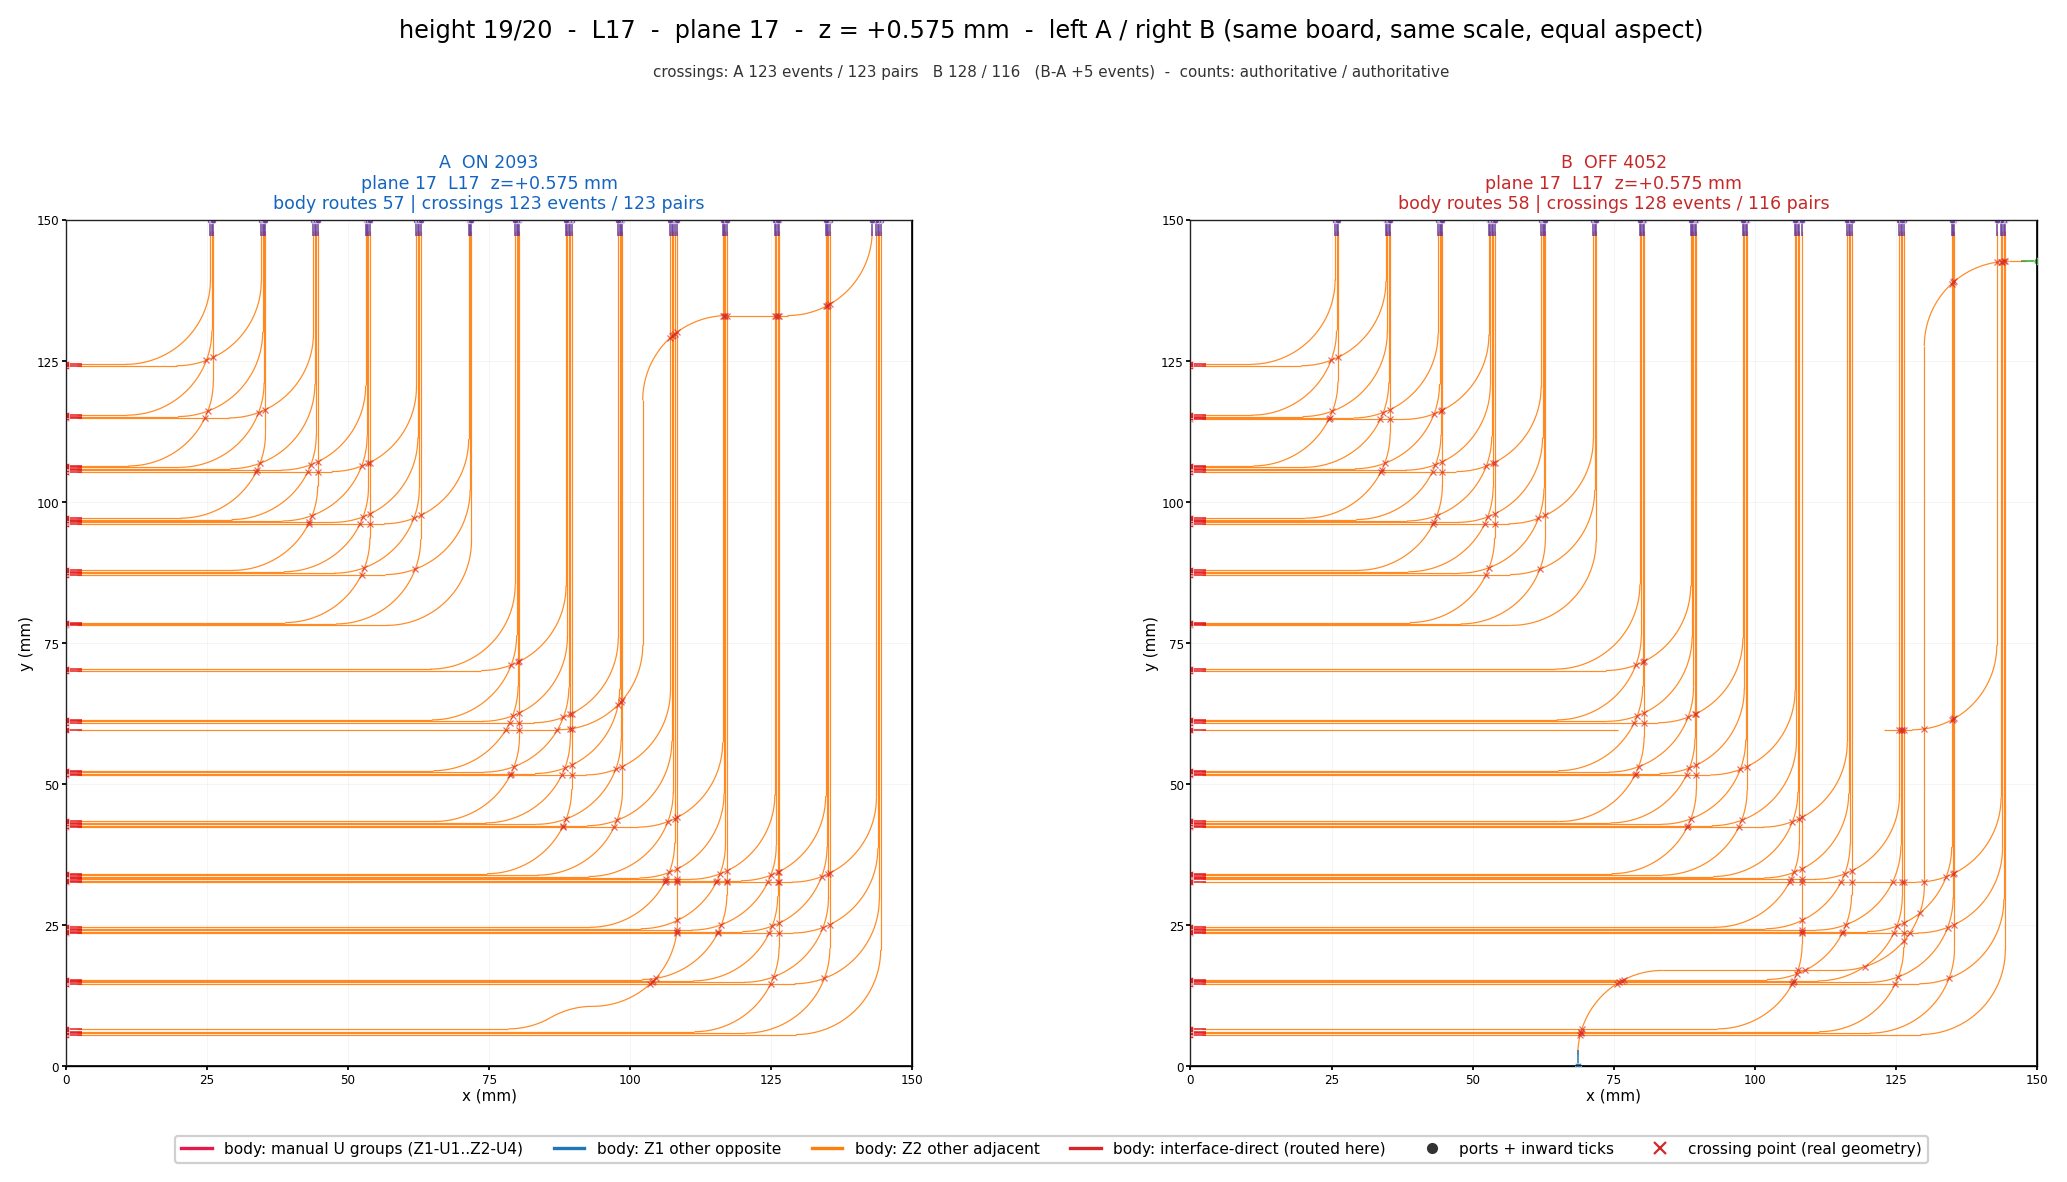 height 19/20 - L17 - plane 17 - z = +0.575 mm - left A / right B (same board, same scale, equal aspect)
crossings: A 123 events / 123 pairs B 128 / 116 (B-A +5 events) - counts: authoritative / authoritative
A ON 2093
plane 17 L17 z=+0.575 mm
body routes 57 | crossings 123 events / 123 pairs
150
125
100
75
50
25
0
y (mm)
0 25 50 75 100 125 150
x (mm)
B OFF 4052
plane 17 L17 z=+0.575 mm
body routes 58 | crossings 128 events / 116 pairs
150
125
100
75
50
25
0
y (mm)
0 25 50 75 100 125 150
x (mm)
body: manual U groups (Z1-U1..Z2-U4) body: Z1 other opposite body: Z2 other adjacent body: interface-direct (routed here) ports + inward ticks crossing point (real geometry)